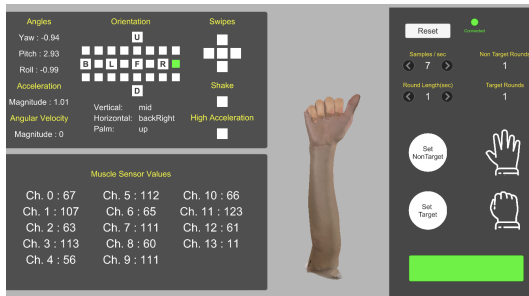 Angles
Yaw : -0.94
Pitch : 2.93
Roll : -0.99
Acceleration
Magnitude : 1.01
Angular Velocity
Magnitude : 0
Orientation
U
B L F R
D
Vertical: mid
Horizontal: backRight
Palm: up
Swipes
Shake
High Acceleration
Muscle Sensor Values
Ch. 0 : 67
Ch. 1 : 107
Ch. 2 : 63
Ch. 3 : 113
Ch. 4 : 56
Ch. 5 : 112
Ch. 6 : 65
Ch. 7 : 111
Ch. 8 : 60
Ch. 9 : 111
Ch. 10 : 66
Ch. 11 : 123
Ch. 12 : 61
Ch. 13 : 11
Reset
Connected
Samples / sec
7
Non Target Rounds
1
Round Length(sec)
1
Target Rounds
1
Set
NonTarget
Set
Target